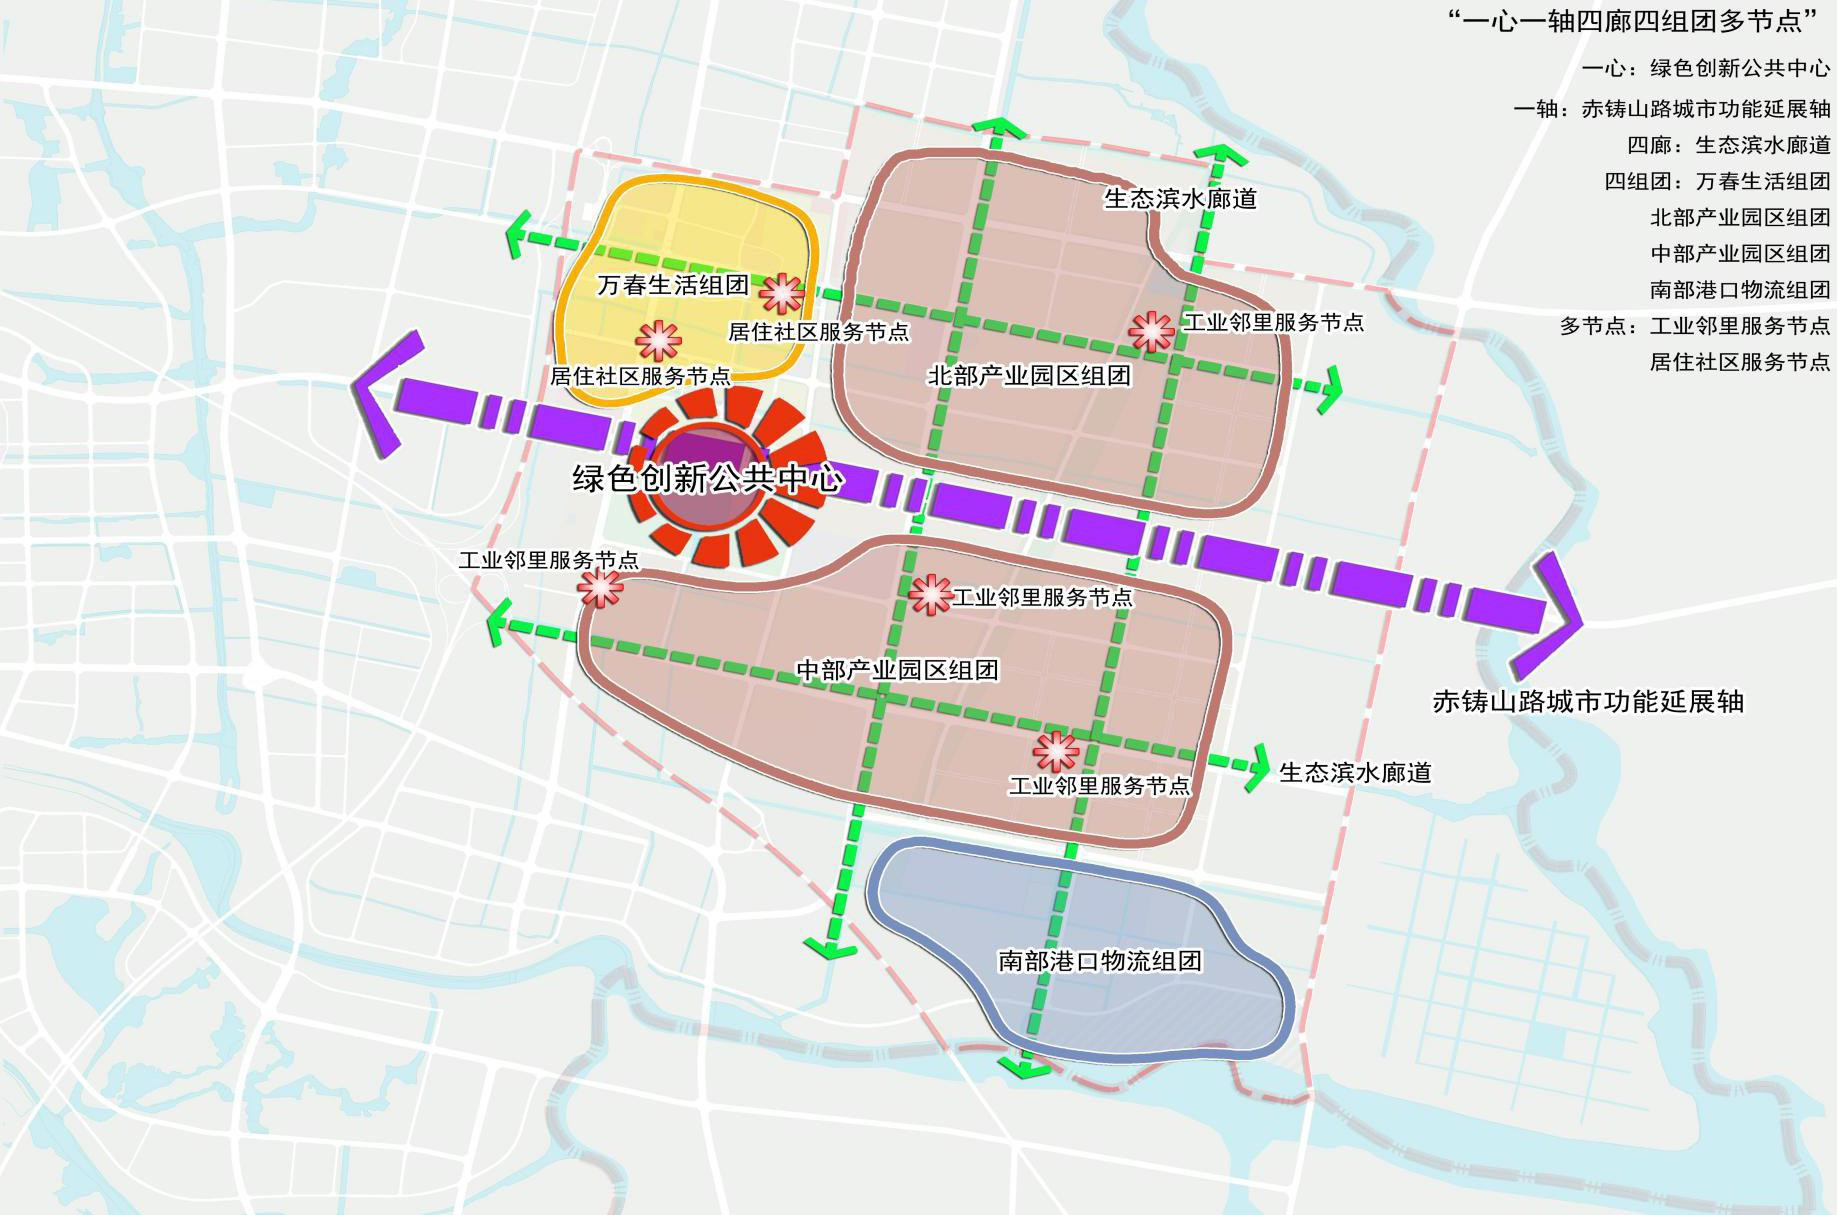 “一心一轴四廊四组团多节点”
一心：绿色创新公共中心
一轴：赤铸山路城市功能延展轴
四廊：生态滨水廊道
四组团：万春生活组团
北部产业园区组团
中部产业园区组团
南部港口物流组团
多节点：工业邻里服务节点
居住社区服务节点
生态滨水廊道
万春生活组团
居住社区服务节点
工业邻里服务节点
居住社区服务节点
北部产业园区组团
绿色创新公共中心
工业邻里服务节点
工业邻里服务节点
中部产业园区组团
赤铸山路城市功能延展轴
生态滨水廊道
工业邻里服务节点
南部港口物流组团